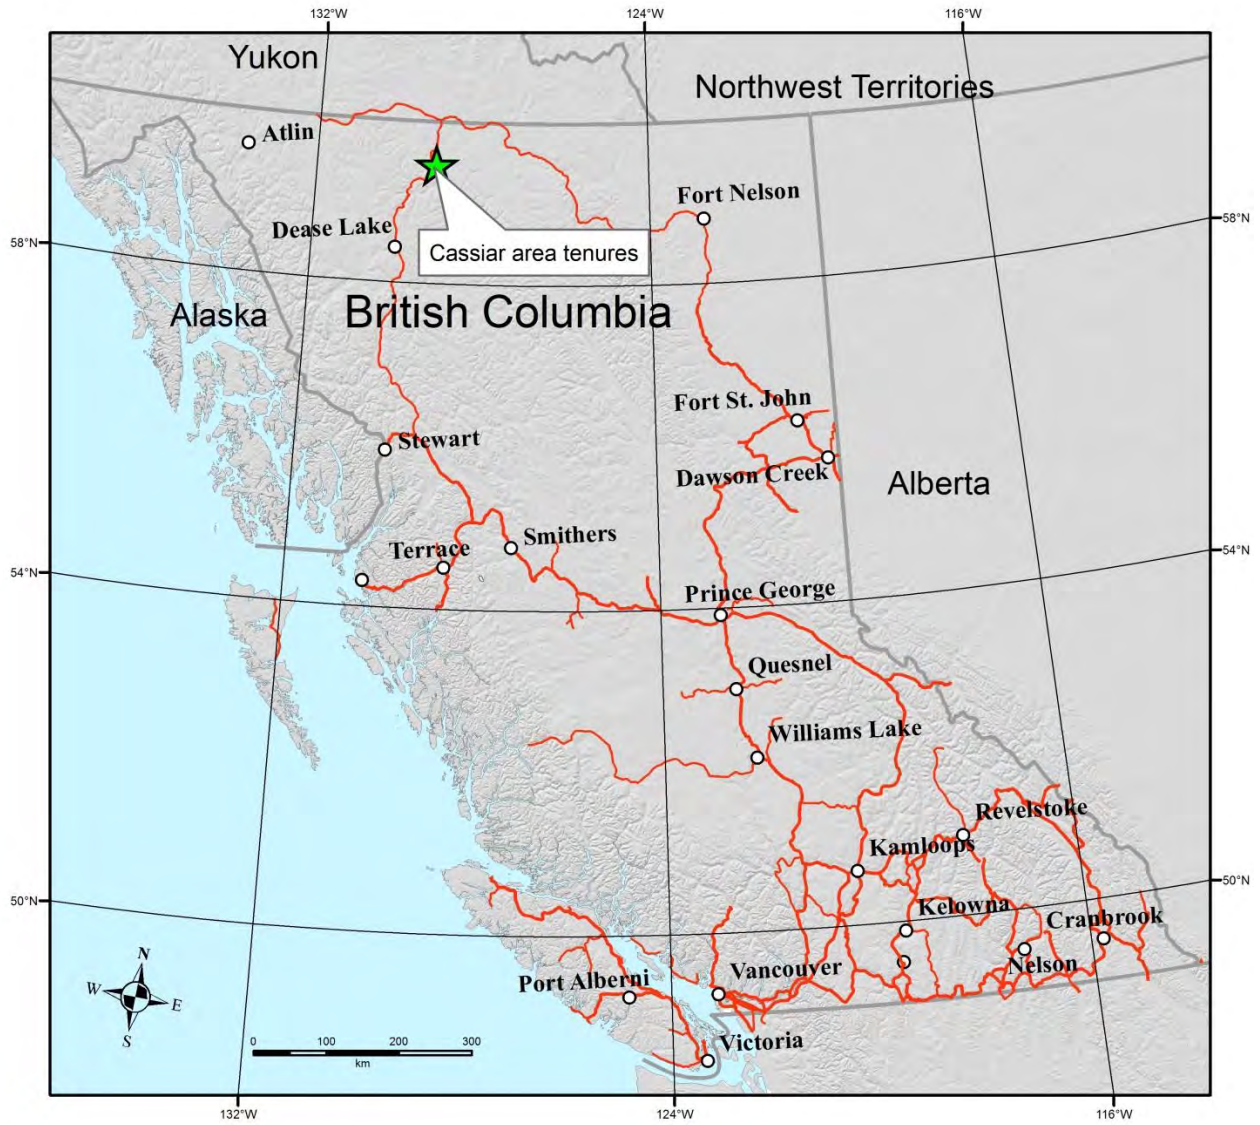 132°W
124°W
116°W
Yukon
Northwest Territories
Atlin
Fort Nelson
58°N
Dease Lake
58°N
Cassiar area tenures
Alaska
British Columbia
Fort St. John
Stewart
Dawson Creek
Alberta
Smithers
54°N
Terrace
54°N
Prince George
Quesnel
Williams Lake
Revelstoke
Kamloops
50°N
50°N
Kelowna
Cranbrook
N
Nelson
Vancouver
Port Alberni
W
E
S
Victoria
0 50 100 200 300
km
132°W
124°W
116°W